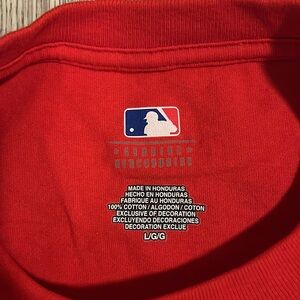 GENUINE
MERCHANDISE
MADE IN HONDURAS
HECHO EN HONDURAS
FABRIQUE AU HONDURAS
100% COTTON / ALGODON / COTON
EXCLUSIVE OF DECORATION
EXCLUYENDO DECORACIONES
DECORATION EXCLUE
L/G/G